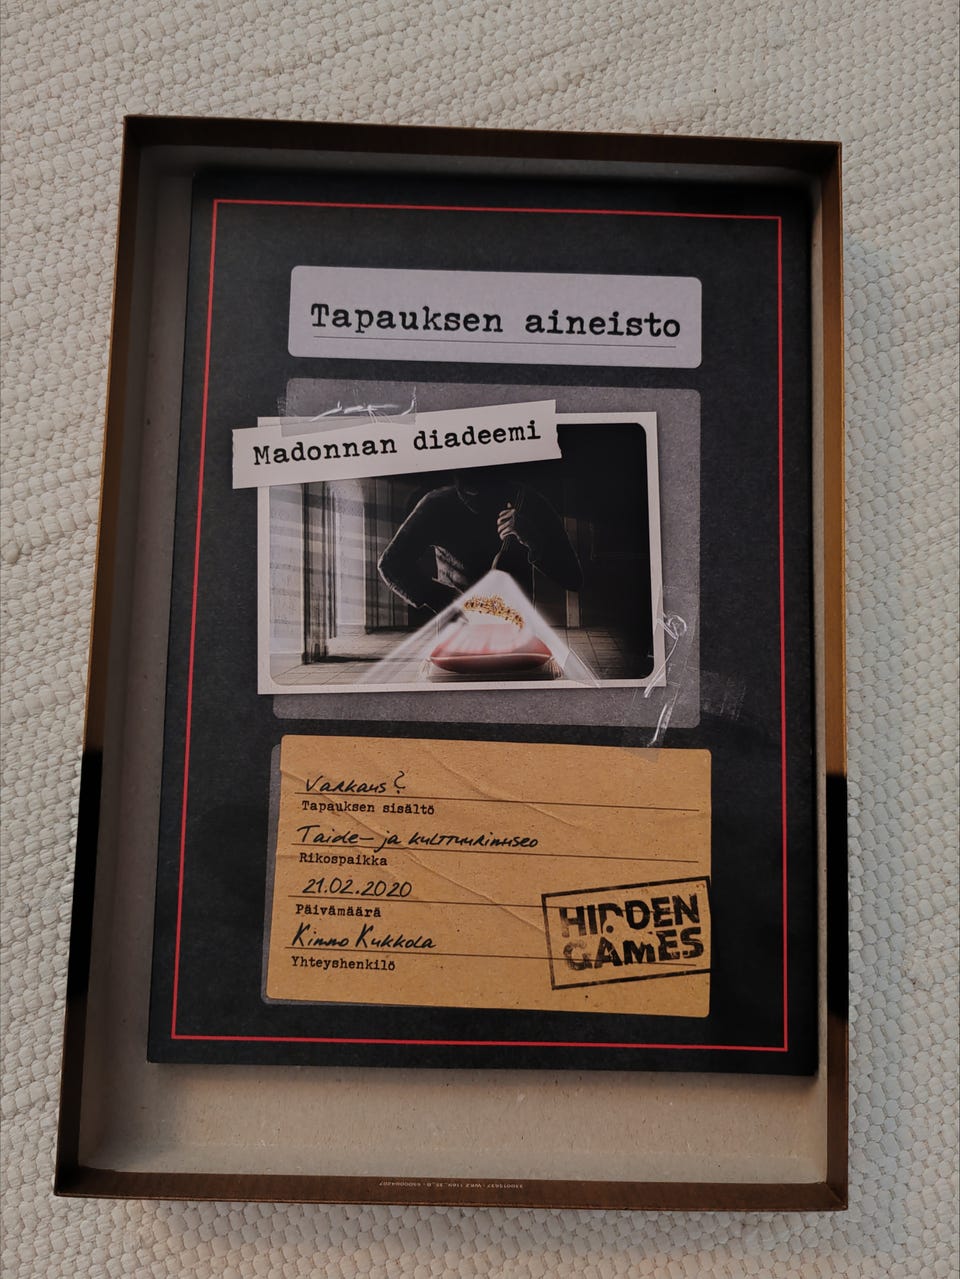 Tapauksen aineisto
Madonnan diadeemi
Varkaus?
Tapauksen sisältö
Taide- ja kulttuurimuseo
Rikospaikka
21.02.2020
Päivämäärä
Kimmo Kukkola
Yhteyshenkilö
HIDDEN
GAMES